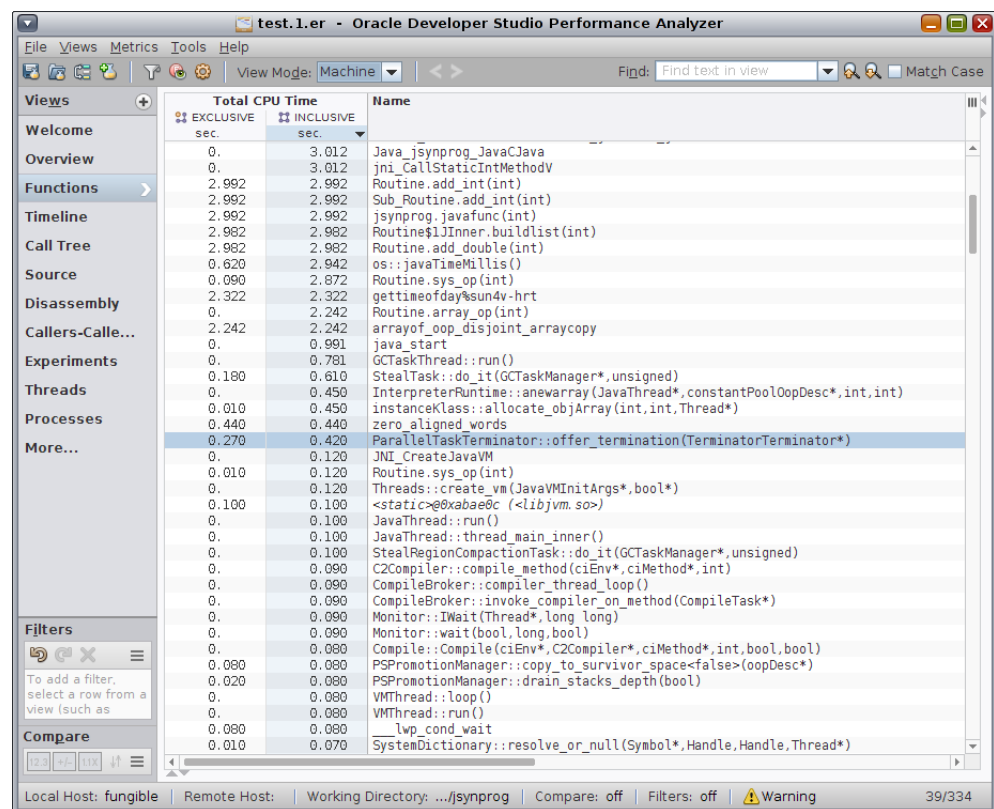 test.1.er - Oracle Developer Studio Performance Analyzer
File Views Metrics Tools Help
View Mode: Machine Find: Find text in view Match Case
Views
Welcome
Overview
Functions
Timeline
Call Tree
Source
Disassembly
Callers-Calle...
Experiments
Threads
Processes
More...
Filters
To add a filter,
select a row from a
view (such as
Compare
12.3 +/- 1.1X
Total CPU Time Name
EXCLUSIVE INCLUSIVE
sec. sec.
0. 3.012 Java_jsynprog_JavaCJava
0. 3.012 jni_CallStaticIntMethodV
2.992 2.992 Routine.add_int(int)
2.992 2.992 Sub_Routine.add_int(int)
2.992 2.992 jsynprog.javafunc(int)
2.982 2.982 Routine$1JInner.buildlist(int)
2.982 2.982 Routine.add_double(int)
0.620 2.942 os::javaTimeMillis()
0.090 2.872 Routine.sys_op(int)
2.322 2.322 gettimeofday%sun4v-hrt
0. 2.242 Routine.array_op(int)
2.242 2.242 arrayof_oop_disjoint_arraycopy
0. 0.991 java_start
0. 0.781 GCTaskThread::run()
0.180 0.610 StealTask::do_it(GCTaskManager*,unsigned)
0. 0.450 InterpreterRuntime::anewarray(JavaThread*,constantPoolOopDesc*,int,int)
0.010 0.450 instanceKlass::allocate_objArray(int,int,Thread*)
0.440 0.440 zero_aligned_words
0.270 0.420 ParallelTaskTerminator::offer_termination(TerminatorTerminator*)
0. 0.120 JNI_CreateJavaVM
0.010 0.120 Routine.sys_op(int)
0. 0.120 Threads::create_vm(JavaVMInitArgs*,bool*)
0.100 0.100 <static>@0xabae0c (<libjvm.so>)
0. 0.100 JavaThread::run()
0. 0.100 JavaThread::thread_main_inner()
0. 0.100 StealRegionCompactionTask::do_it(GCTaskManager*,unsigned)
0. 0.090 C2Compiler::compile_method(ciEnv*,ciMethod*,int)
0. 0.090 CompileBroker::compiler_thread_loop()
0. 0.090 CompileBroker::invoke_compiler_on_method(CompileTask*)
0. 0.090 Monitor::IWait(Thread*,long long)
0. 0.090 Monitor::wait(bool,long,bool)
0. 0.080 Compile::Compile(ciEnv*,C2Compiler*,ciMethod*,int,bool,bool)
0.080 0.080 PSPromotionManager::copy_to_survivor_space<false>(oopDesc*)
0.020 0.080 PSPromotionManager::drain_stacks_depth(bool)
0. 0.080 VMThread::loop()
0. 0.080 VMThread::run()
0.080 0.080 ___lwp_cond_wait
0.010 0.070 SystemDictionary::resolve_or_null(Symbol*,Handle,Handle,Thread*)
Local Host: fungible Remote Host: Working Directory: .../jsynprog Compare: off Filters: off Warning 39/334